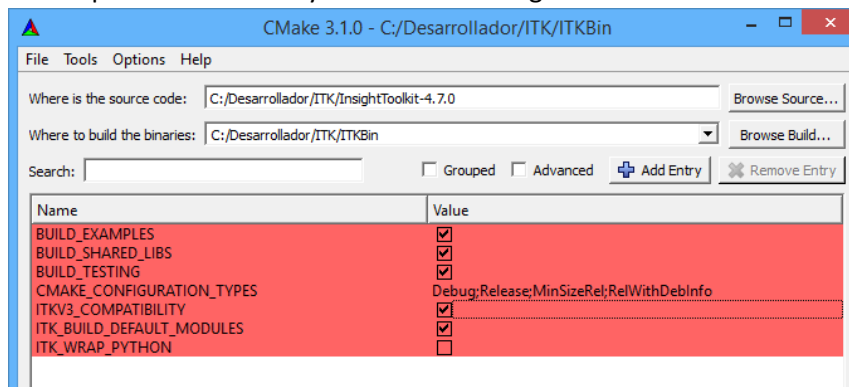 CMake 3.1.0 - C:/Desarrollador/ITK/ITKBin
File Tools Options Help
Where is the source code: C:/Desarrollador/ITK/InsightToolkit-4.7.0 Browse Source...
Where to build the binaries: C:/Desarrollador/ITK/ITKBin Browse Build...
Search: Grouped Advanced Add Entry Remove Entry
Name Value
BUILD_EXAMPLES
BUILD_SHARED_LIBS
BUILD_TESTING
CMAKE_CONFIGURATION_TYPES Debug;Release;MinSizeRel;RelWithDebInfo
ITKV3_COMPATIBILITY
ITK_BUILD_DEFAULT_MODULES
ITK_WRAP_PYTHON